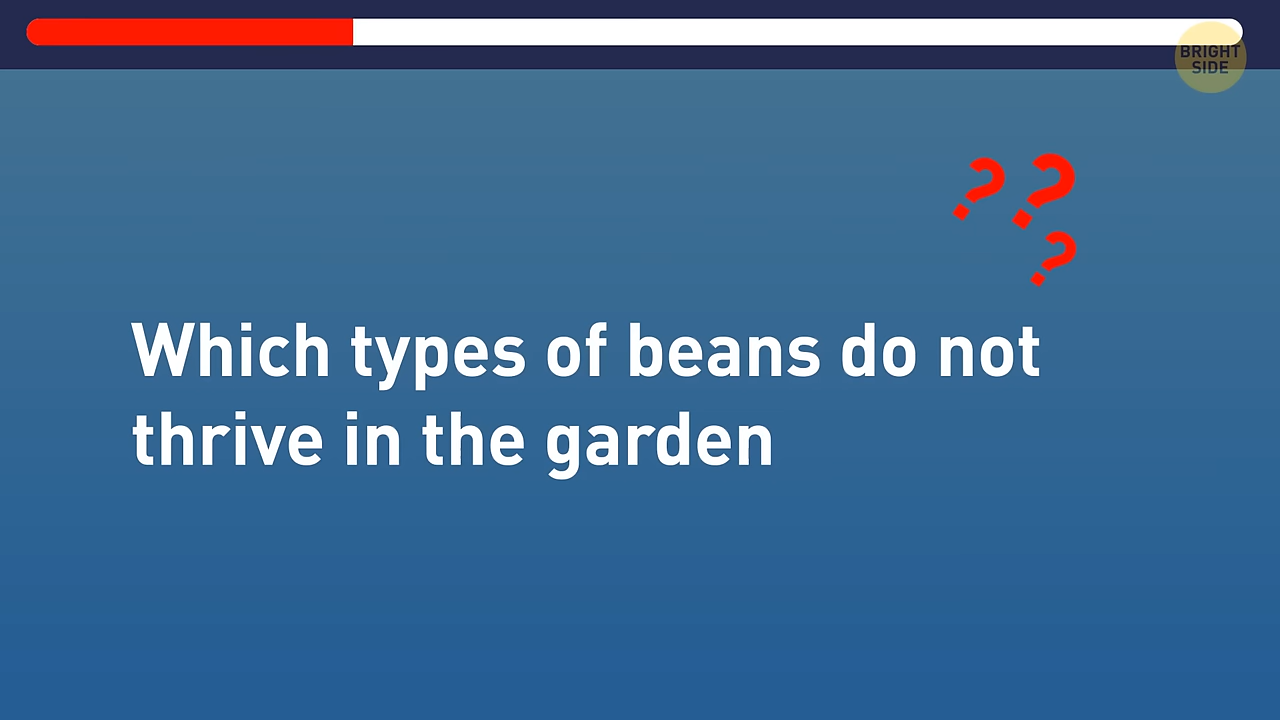 BRIGHT
SIDE
? ?
?
Which types of beans do not
thrive in the garden